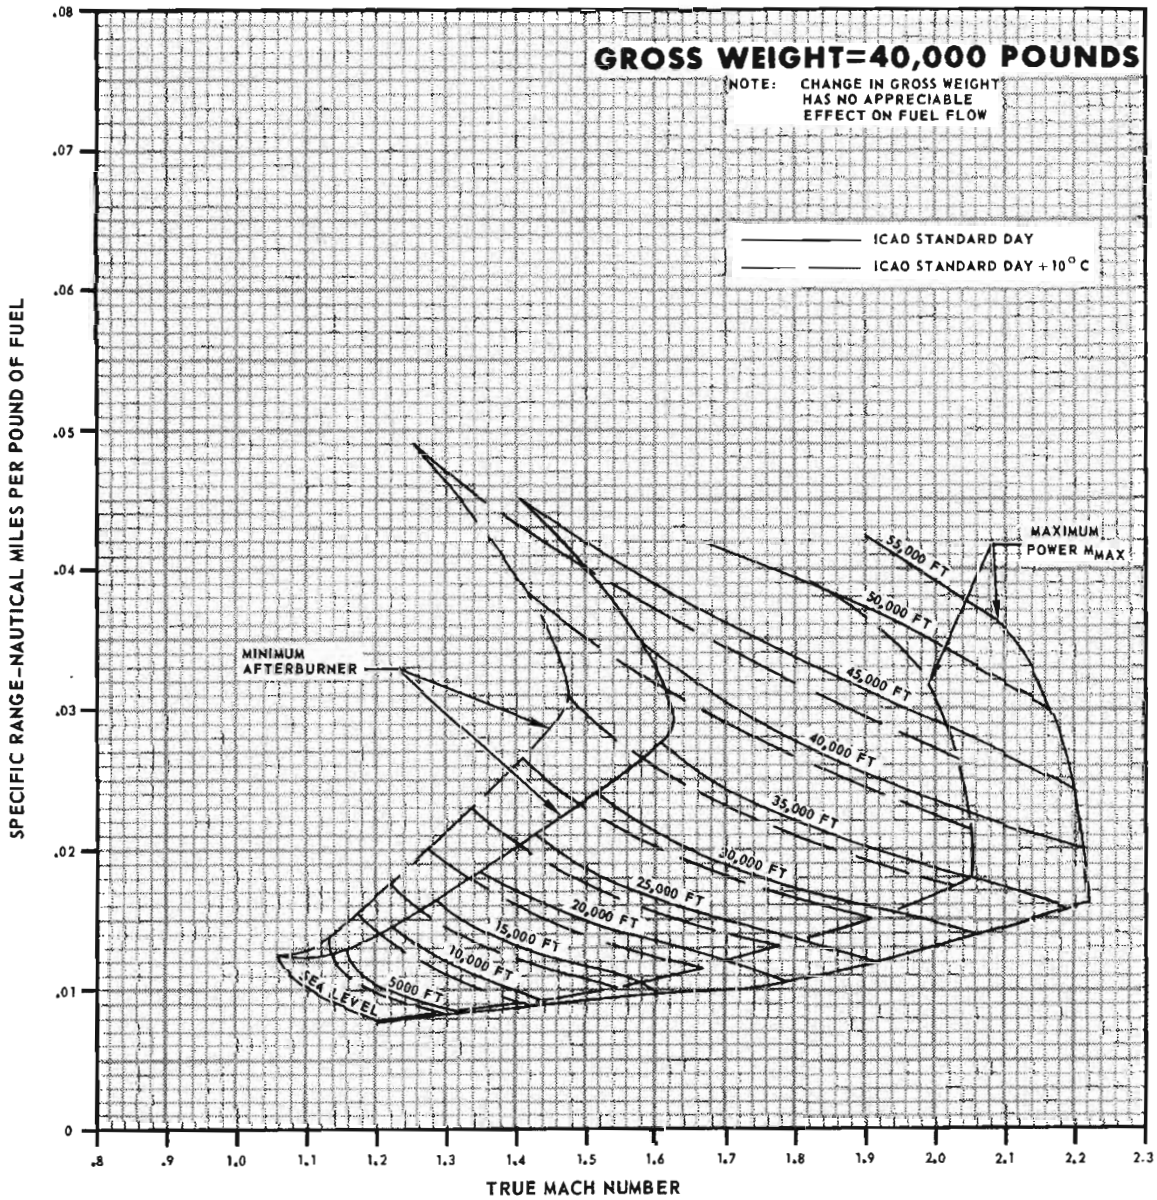 GROSS WEIGHT=40,000 POUNDS
NOTE: CHANGE IN GROSS WEIGHT
HAS NO APPRECIABLE
EFFECT ON FUEL FLOW
ICAO STANDARD DAY
ICAO STANDARD DAY +10°C
SPECIFIC RANGE-NAUTICAL MILES PER POUND OF FUEL
.08
.07
.06
.05
.04
.03
.02
.01
0
MAXIMUM
POWER MMAX
MINIMUM
AFTERBURNER
55,000 FT
50,000 FT
45,000 FT
40,000 FT
35,000 FT
30,000 FT
25,000 FT
20,000 FT
15,000 FT
10,000 FT
5000 FT
SEA LEVEL
.8 .9 1.0 1.1 1.2 1.3 1.4 1.5 1.6 1.7 1.8 1.9 2.0 2.1 2.2 2.3
TRUE MACH NUMBER